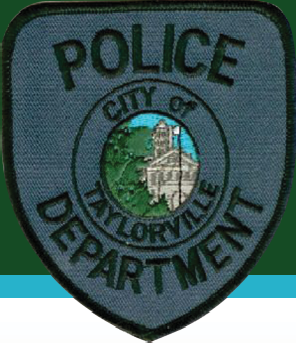 POLICE
CITY of
TAYLORVILLE
DEPARTMENT